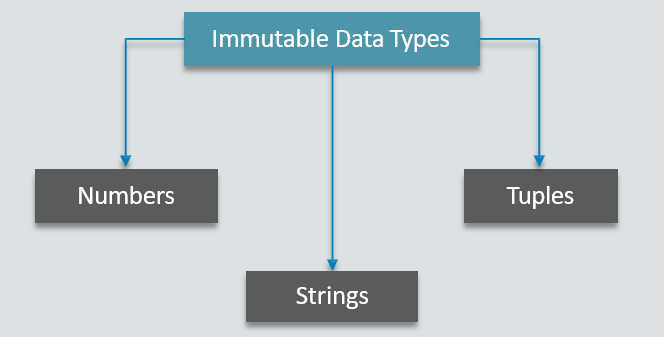 Immutable Data Types
Numbers
Tuples
Strings